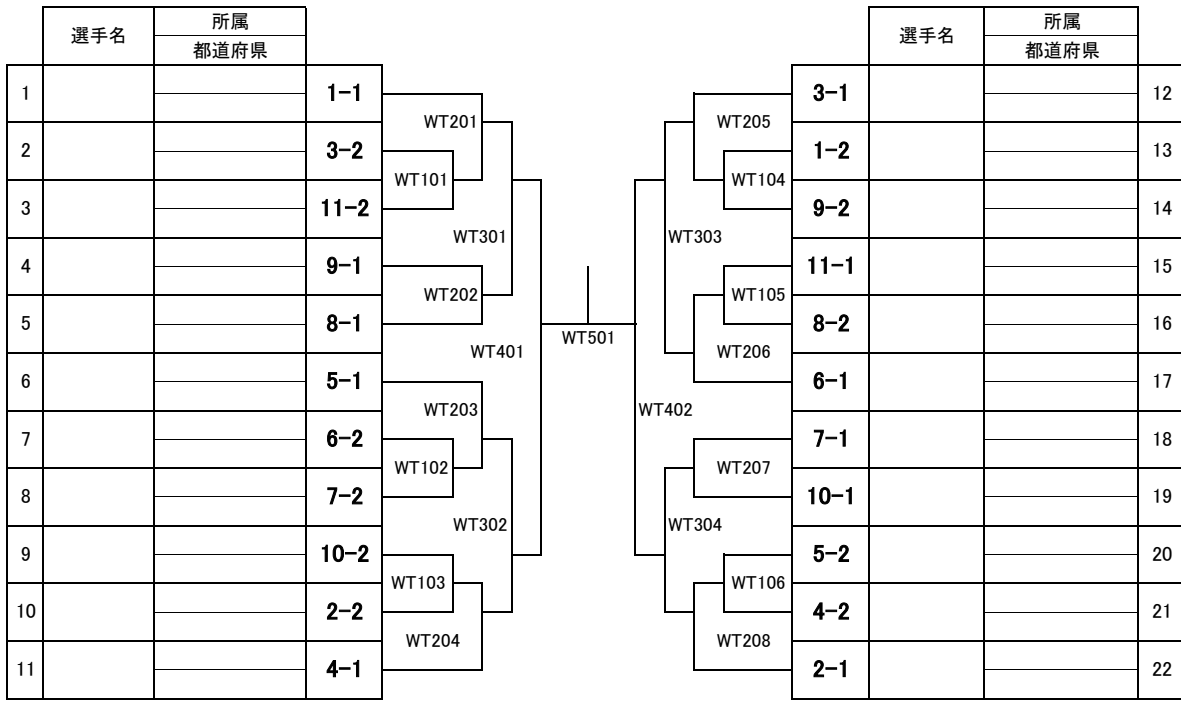 選手名 所属 選手名 所属
都道府県 都道府県
1 1-1 3-1 12
WT201 WT205
2 3-2 1-2 13
WT101 WT104
3 11-2 9-2 14
WT301 WT303
4 9-1 11-1 15
WT202 WT105
5 8-1 8-2 16
WT501
WT401 WT206
6 5-1 6-1 17
WT203 WT402
7 6-2 7-1 18
WT102 WT207
8 7-2 10-1 19
WT302 WT304
9 10-2 5-2 20
WT103 WT106
10 2-2 4-2 21
WT204 WT208
11 4-1 2-1 22